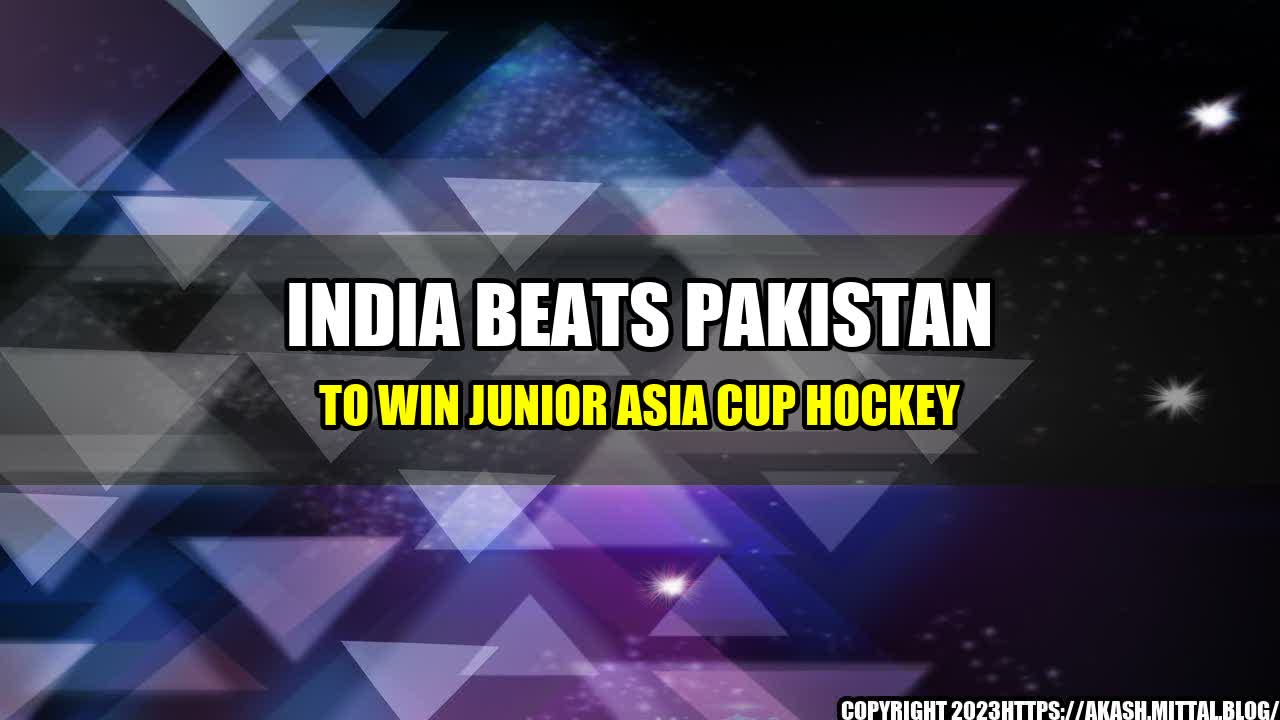 INDIA BEATS PAKISTAN
TO WIN JUNIOR ASIA CUP HOCKEY
COPYRIGHT 2023HTTPS://AKASH.MITTAL.BLOG/